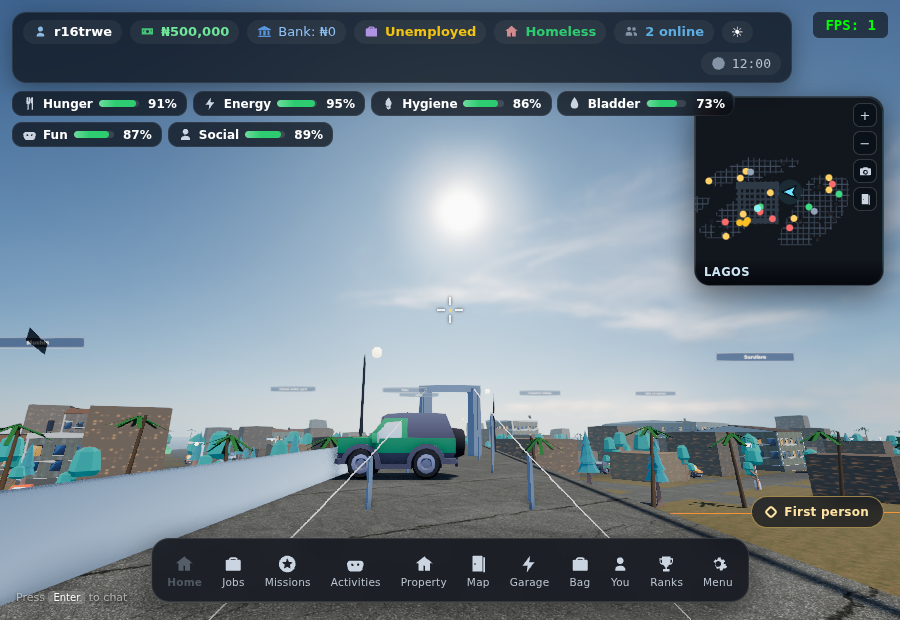 r16trwe
₦500,000
Bank: ₦0
Unemployed
Homeless
2 online
12:00
FPS: 1
Hunger 91%
Energy 95%
Hygiene 86%
Bladder 73%
Fun 87%
Social 89%
+
−
LAGOS
First person
Home
Jobs
Missions
Activities
Property
Map
Garage
Bag
You
Ranks
Menu
Press Enter to chat